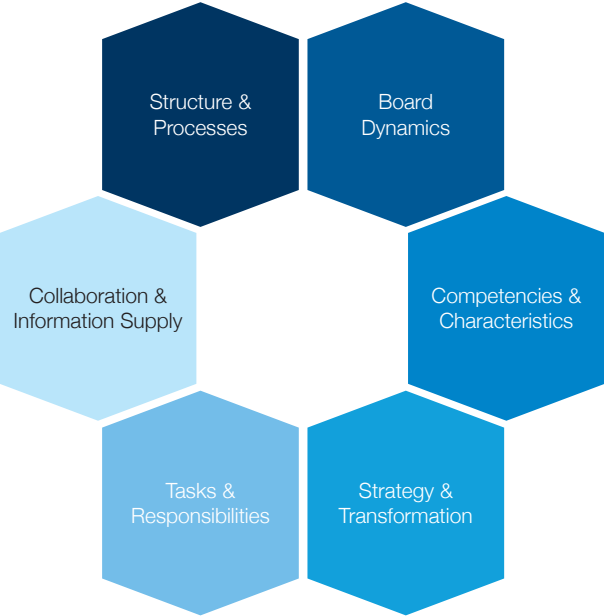 Structure &
Processes
Board
Dynamics
Collaboration &
Information Supply
Competencies &
Characteristics
Tasks &
Responsibilities
Strategy &
Transformation